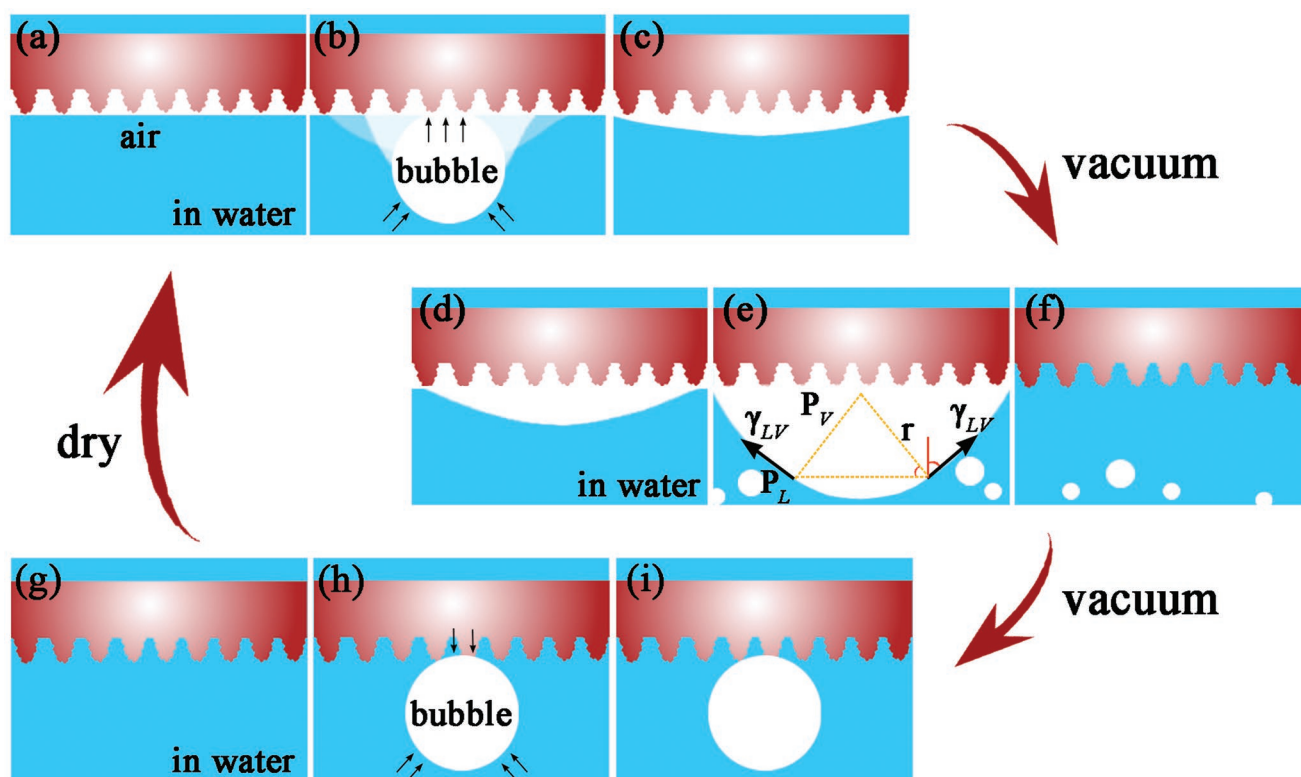 (a)
(b)
(c)
air
bubble
in water
vacuum
(d)
(e)
(f)
P_V
γ_LV
r
γ_LV
P_L
in water
dry
vacuum
(g)
(h)
(i)
bubble
in water